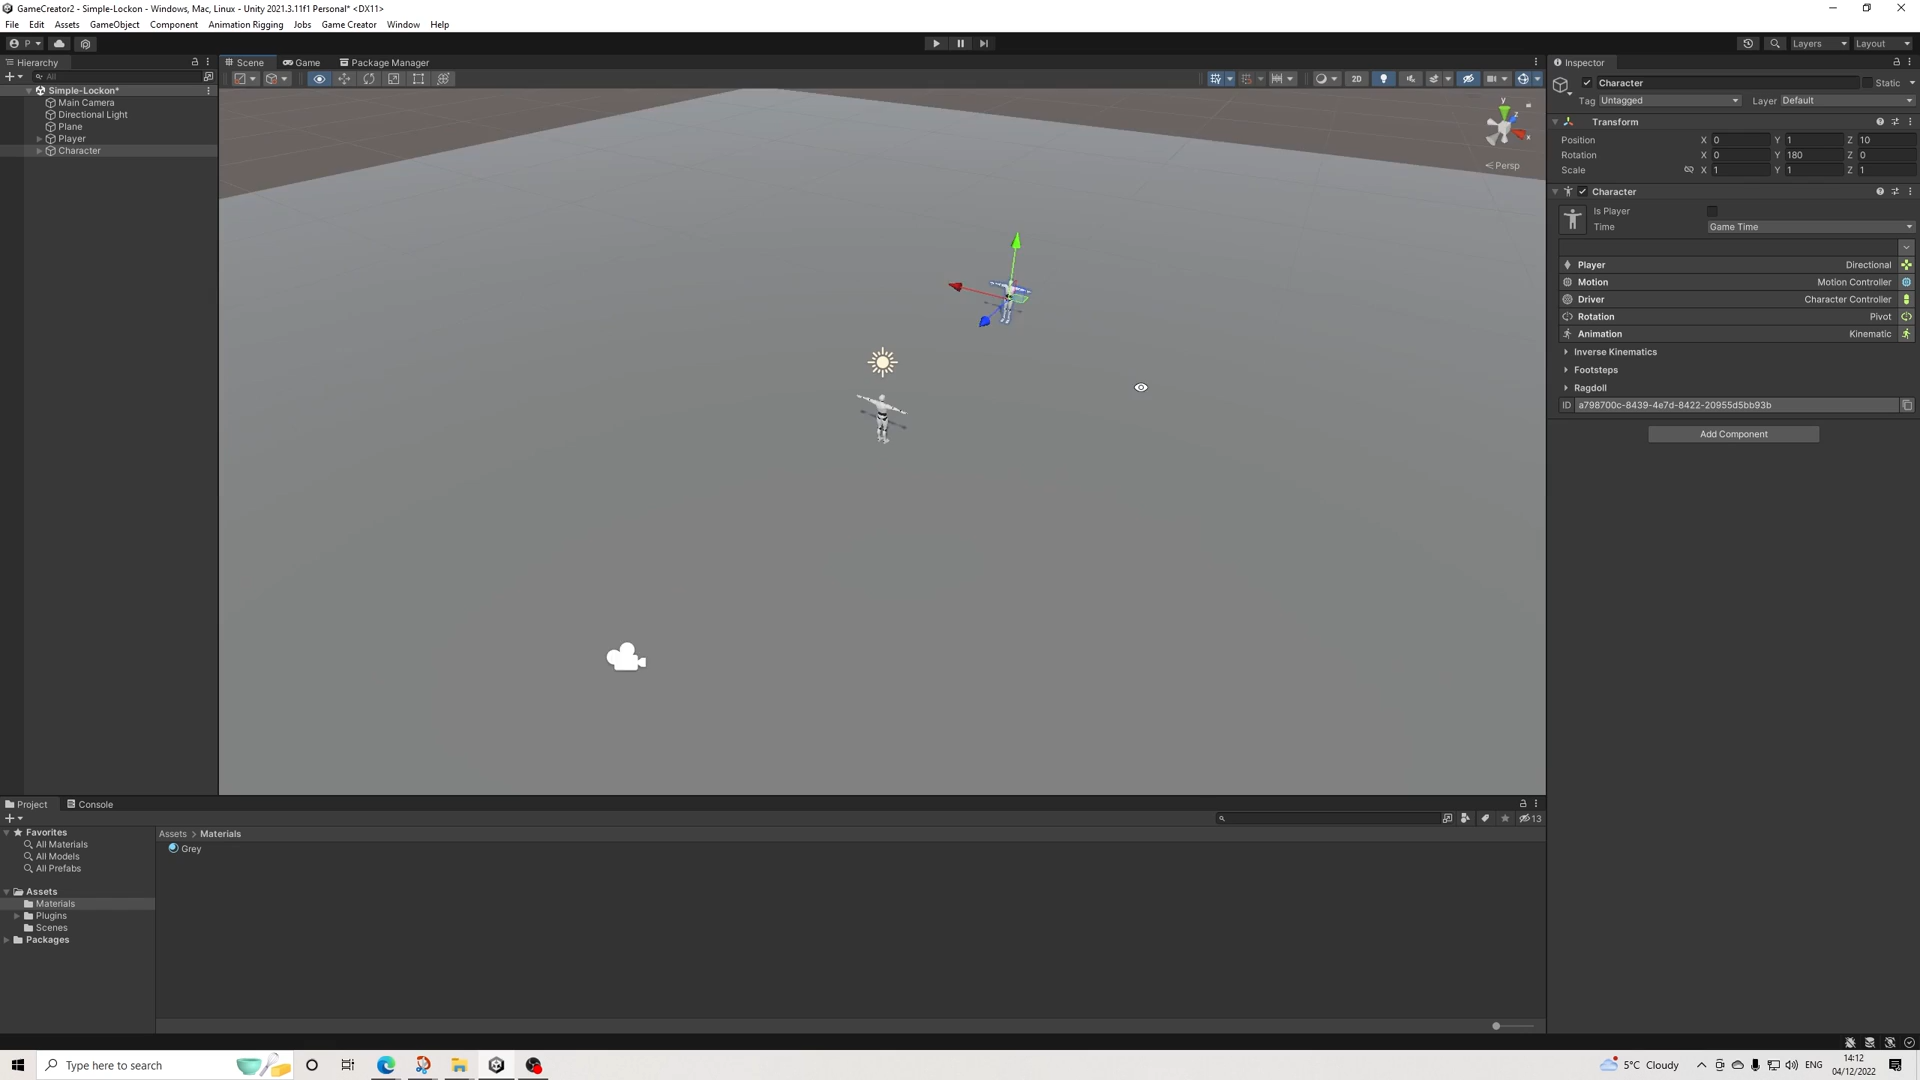 GameCreator2 - Simple-Lockon - Windows, Mac, Linux - Unity 2021.3.11f1 Personal* <DX11>
File Edit Assets GameObject Component Animation Rigging Jobs Game Creator Window Help
P Layers Layout
Hierarchy Scene Game Package Manager Inspector
All 2D
Simple-Lockon*
Main Camera
Directional Light
Plane
Player
Character
y
z
x
Persp
Character Static
Tag Untagged Layer Default
Transform
Position X 0 Y 1 Z 10
Rotation X 0 Y 180 Z 0
Scale X 1 Y 1 Z 1
Character
Is Player
Time Game Time
Player Directional
Motion Motion Controller
Driver Character Controller
Rotation Pivot
Animation Kinematic
Inverse Kinematics
Footsteps
Ragdoll
ID a798700c-8439-4e7d-8422-20955d5bb93b
Add Component
Project Console
13
Favorites
All Materials
All Models
All Prefabs
Assets
Materials
Plugins
Scenes
Packages
Assets > Materials
Grey
Type here to search
5°C Cloudy
ENG
14:12
04/12/2022